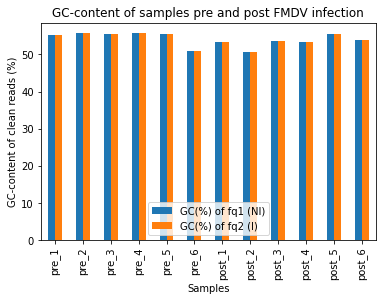 GC-content of samples pre and post FMDV infection
GC-content of clean reads (%)
50
40
30
20
10
0
GC(%) of fq1 (NI)
GC(%) of fq2 (I)
pre_1
pre_2
pre_3
pre_4
pre_5
pre_6
post_1
post_2
post_3
post_4
post_5
post_6
Samples